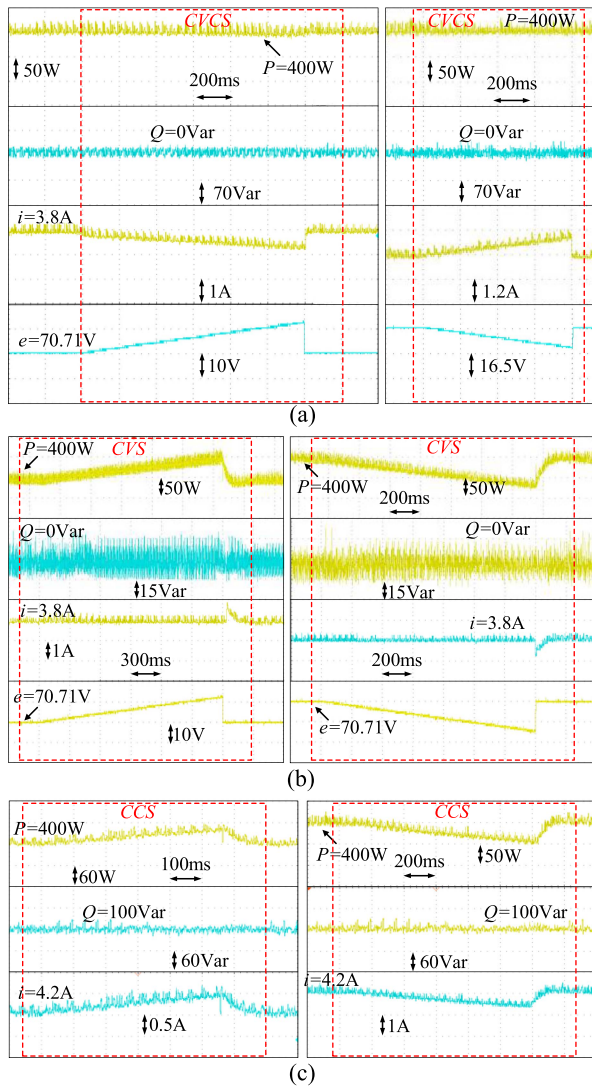 CVCS
P=400W
50W
200ms
Q=0Var
70Var
i=3.8A
1A
e=70.71V
10V
CVCS
P=400W
50W
200ms
Q=0Var
70Var
1.2A
16.5V
(a)
P=400W
CVS
50W
Q=0Var
15Var
i=3.8A
1A
300ms
e=70.71V
10V
CVS
P=400W
50W
200ms
Q=0Var
15Var
i=3.8A
200ms
e=70.71V
(b)
CCS
P=400W
100ms
60W
Q=100Var
60Var
i=4.2A
0.5A
CCS
P=400W
200ms
50W
Q=100Var
60Var
i=4.2A
1A
(c)